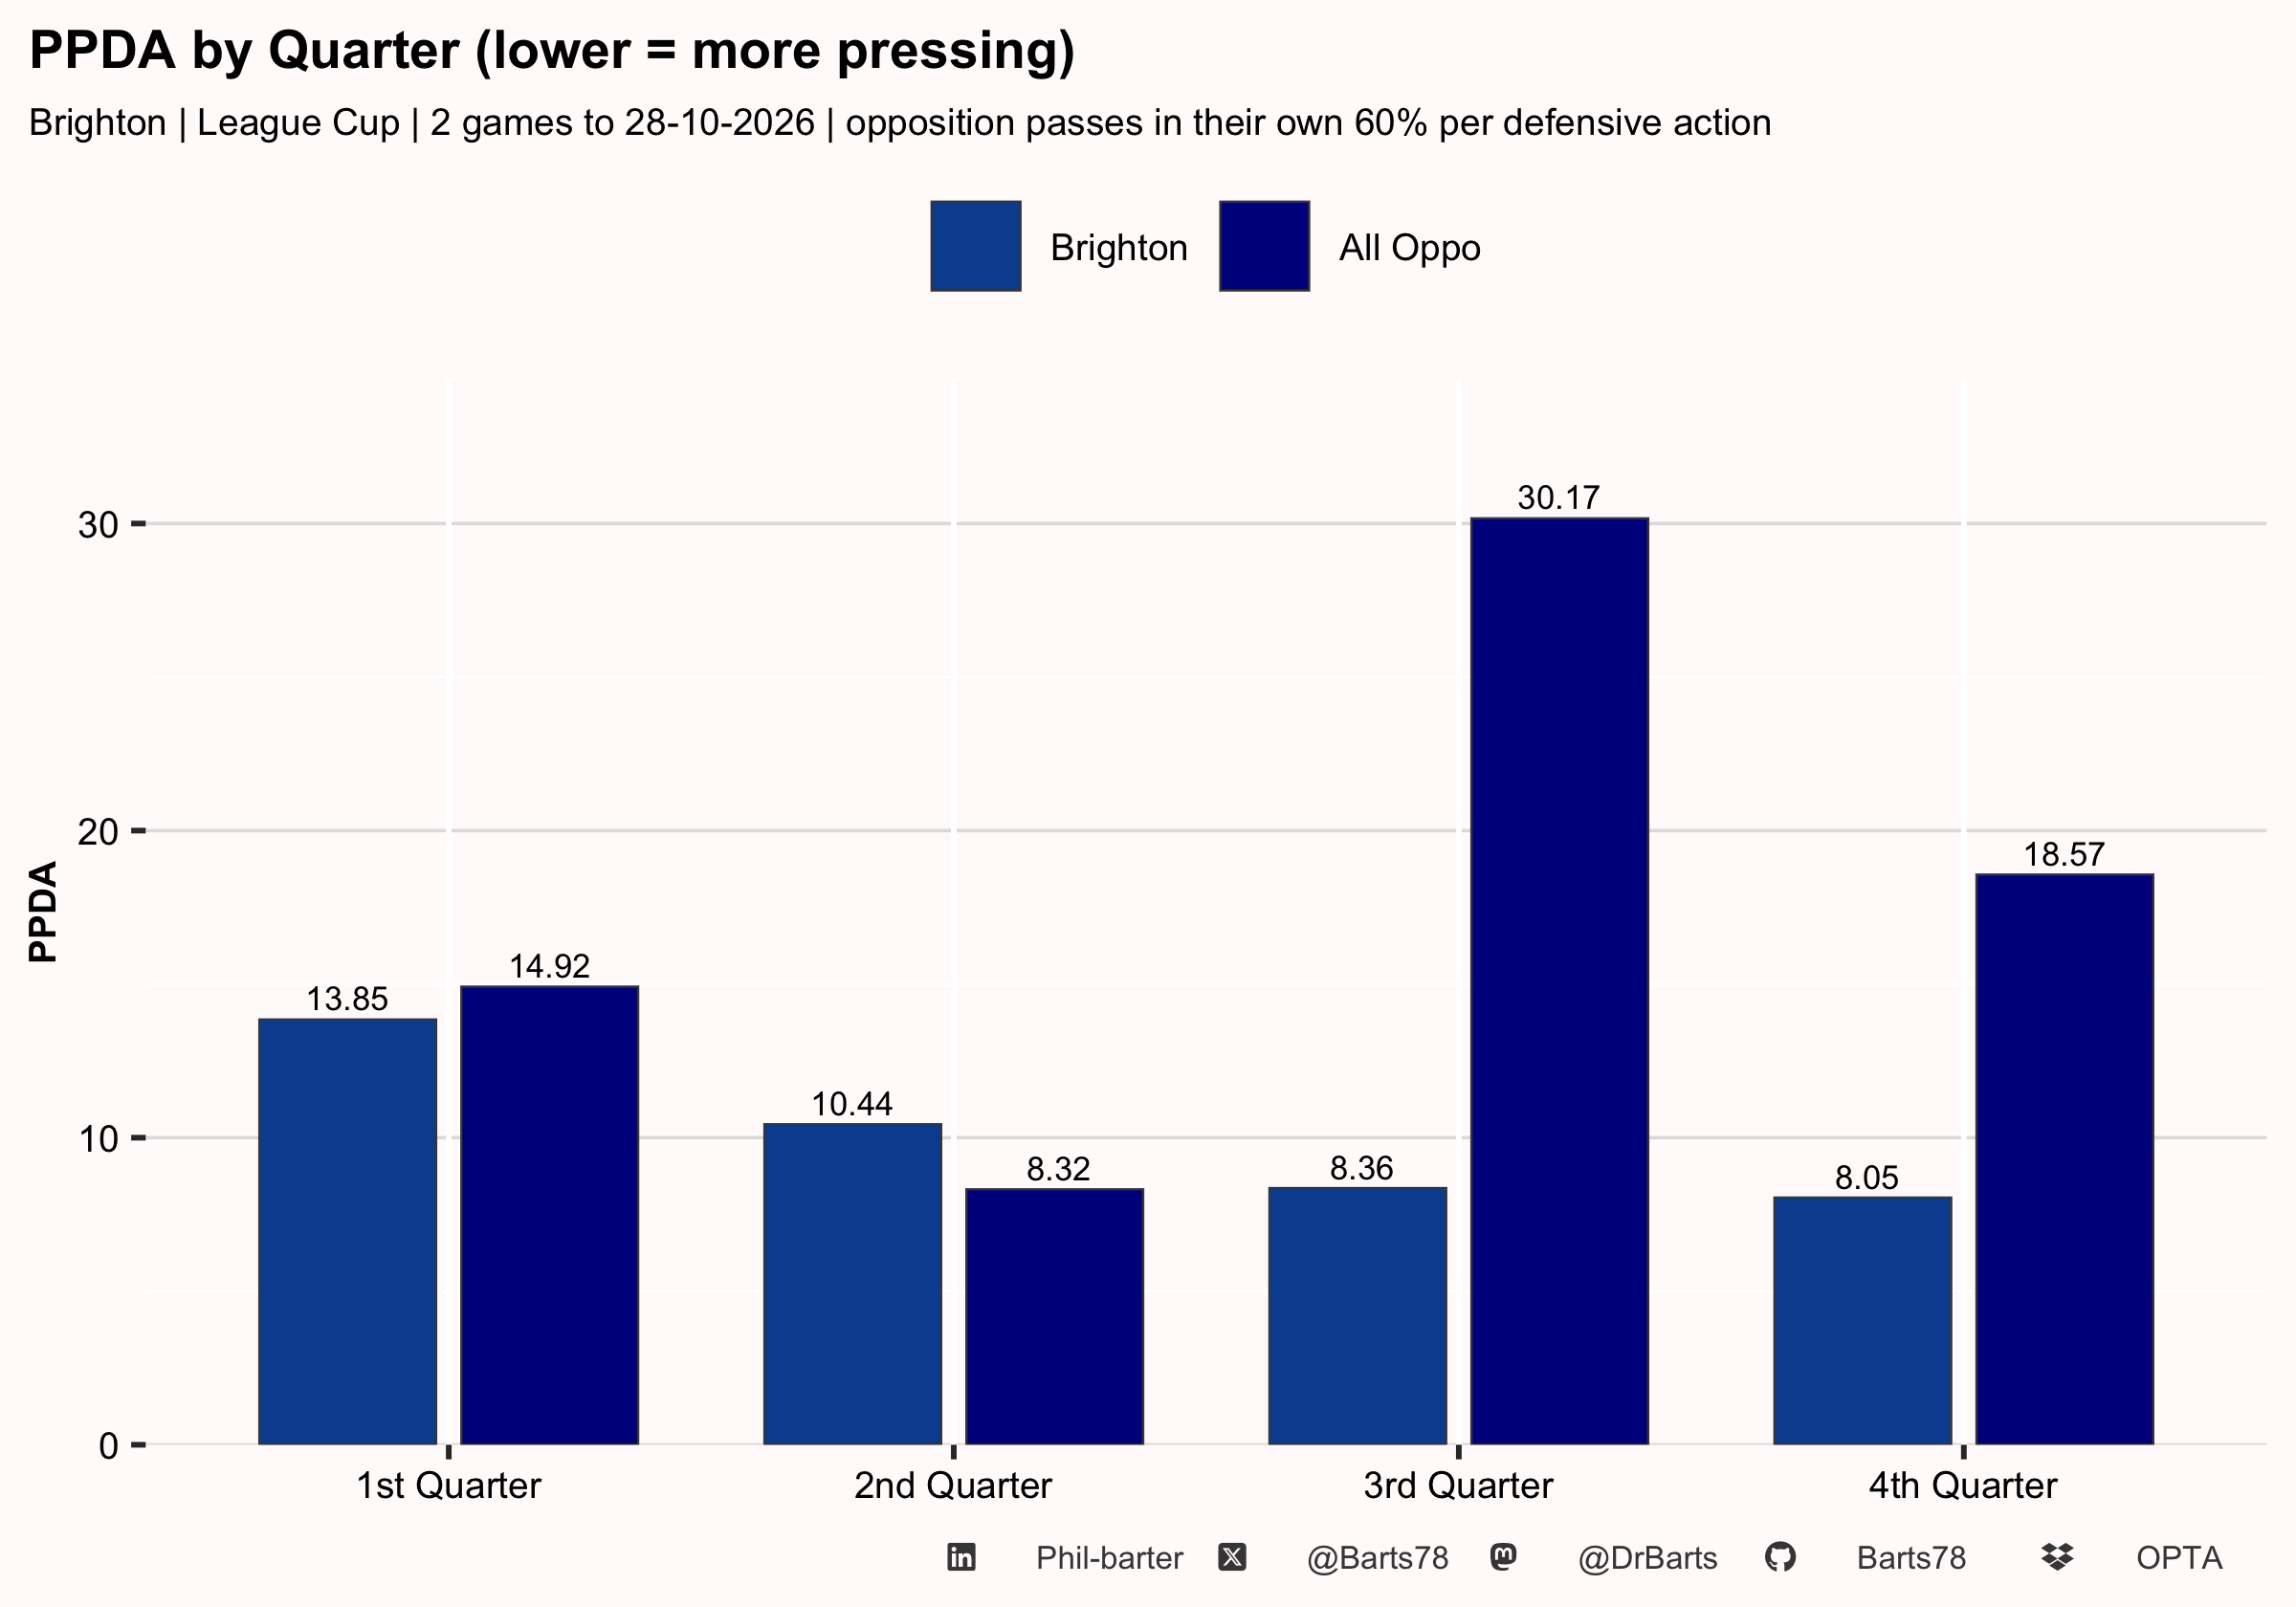 PPDA by Quarter (lower = more pressing)
Brighton | League Cup | 2 games to 28-10-2026 | opposition passes in their own 60% per defensive action
Brighton All Oppo
PPDA
30
20
10
0
13.85
14.92
10.44
8.32
8.36
30.17
8.05
18.57
1st Quarter 2nd Quarter 3rd Quarter 4th Quarter
Phil-barter @Barts78 @DrBarts Barts78 OPTA